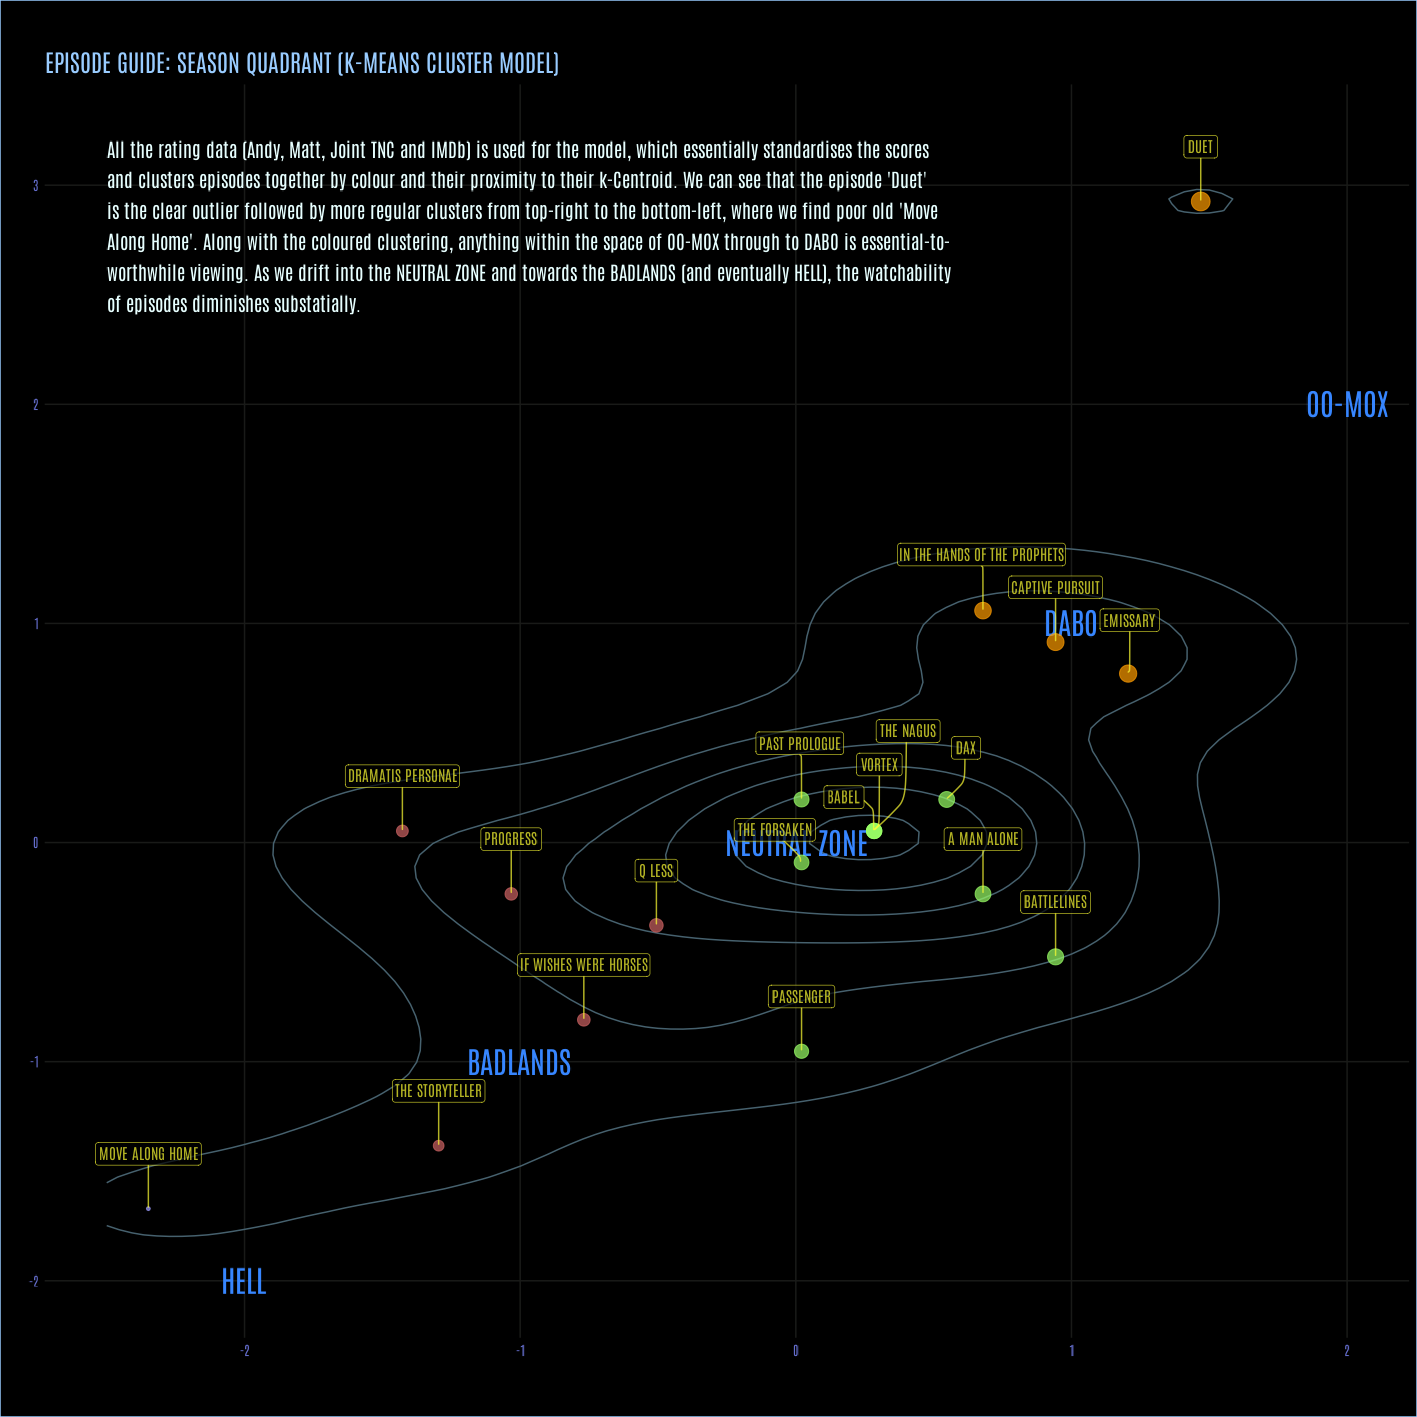 EPISODE GUIDE: SEASON QUADRANT (K-MEANS CLUSTER MODEL)
All the rating data (Andy, Matt, Joint TNC and IMDb) is used for the model, which essentially standardises the scores
and clusters episodes together by colour and their proximity to their k-Centroid. We can see that the episode 'Duet'
is the clear outlier followed by more regular clusters from top-right to the bottom-left, where we find poor old 'Move
Along Home'. Along with the coloured clustering, anything within the space of OO-MOX through to DABO is essential-to-
worthwhile viewing. As we drift into the NEUTRAL ZONE and towards the BADLANDS (and eventually HELL), the watchability
of episodes diminishes substatially.
DUET
3
2
OO-MOX
IN THE HANDS OF THE PROPHETS
CAPTIVE PURSUIT
1
DABO
EMISSARY
THE NAGUS
PAST PROLOGUE
DAX
VORTEX
DRAMATIS PERSONAE
BABEL
THE FORSAKEN
PROGRESS
A MAN ALONE
0
NEUTRAL ZONE
Q LESS
BATTLELINES
IF WISHES WERE HORSES
PASSENGER
-1
BADLANDS
THE STORYTELLER
MOVE ALONG HOME
-2
HELL
-2
-1
0
1
2